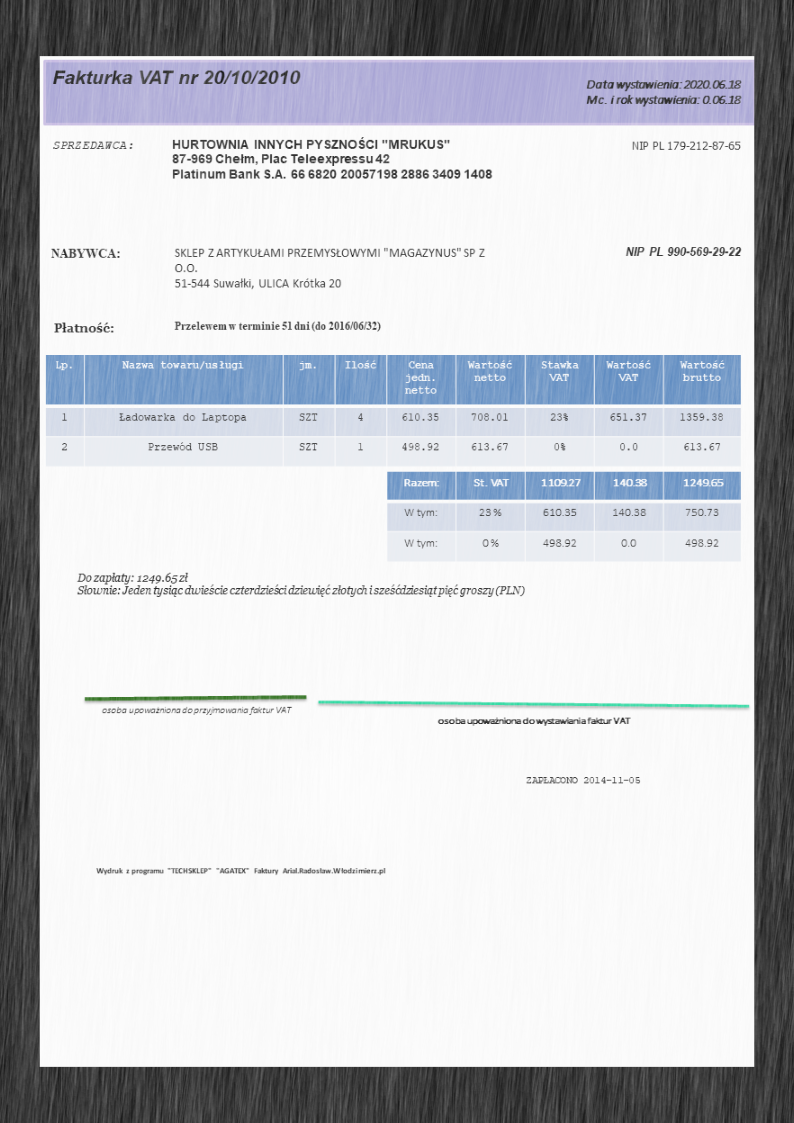 Fakturka VAT nr 20/10/2010
Data wystawienia: 2020.06.18
Mc. i rok wystawienia: 0.06.18
SPRZEDAWCA: HURTOWNIA INNYCH PYSZNOŚCI "MRUKUS" NIP PL 179-212-87-65
87-969 Chełm, Plac Teleexpressu 42
Platinum Bank S.A. 66 6820 20057198 2886 3409 1408
NABYWCA: SKLEP Z ARTYKUŁAMI PRZEMYSŁOWYMI "MAGAZYNUS" SP Z NIP PL 990-569-29-22
O.O.
51-544 Suwałki, ULICA Krótka 20
Płatność: Przelewem w terminie 51 dni (do 2016/06/32)
Lp. Nazwa towaru/usługi jm. Ilość Cena Wartość Stawka Wartość Wartość
jedn. netto VAT VAT brutto
netto
1 Ładowarka do Laptopa SZT 4 610.35 708.01 23% 651.37 1359.38
2 Przewód USB SZT 1 498.92 613.67 0% 0.0 613.67
Razem: St. VAT 1109.27 140.38 1249.65
W tym: 23% 610.35 140.38 750.73
W tym: 0% 498.92 0.0 498.92
Do zapłaty: 1249.65 zł
Słownie: Jeden tysiąc dwieście czterdzieści dziewięć złotych i sześćdziesiąt pięć groszy (PLN)
osoba upoważniona do przyjmowania faktur VAT
osoba upoważniona do wystawiania faktur VAT
ZAPŁACONO 2014-11-05
Wydruk z programu "TECHSKLEP" "AGATEX" Faktury Arial.Radosław.Włodzimierz.pl